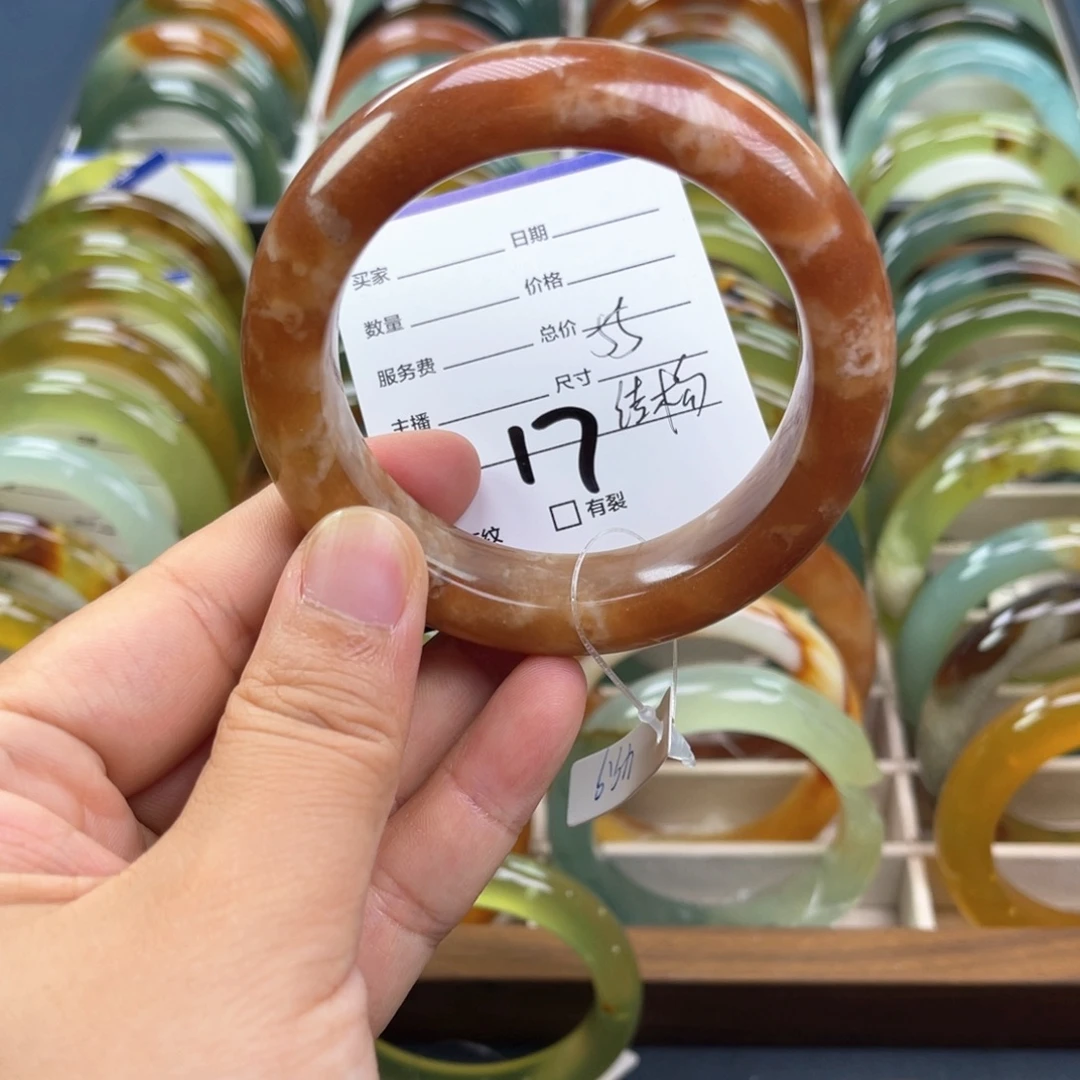 买家 日期
数量 价格
服务费 总价 55
主播 尺寸 结构
17
纹 □ 有裂